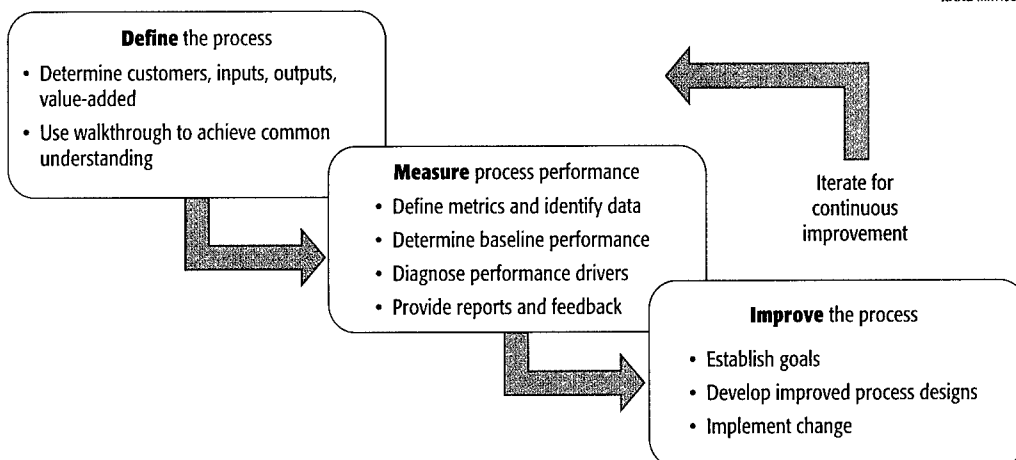 Define the process
• Determine customers, inputs, outputs,
value-added
• Use walkthrough to achieve common
understanding
Measure process performance
• Define metrics and identify data
• Determine baseline performance
• Diagnose performance drivers
• Provide reports and feedback
Iterate for
continuous
improvement
Improve the process
• Establish goals
• Develop improved process designs
• Implement change